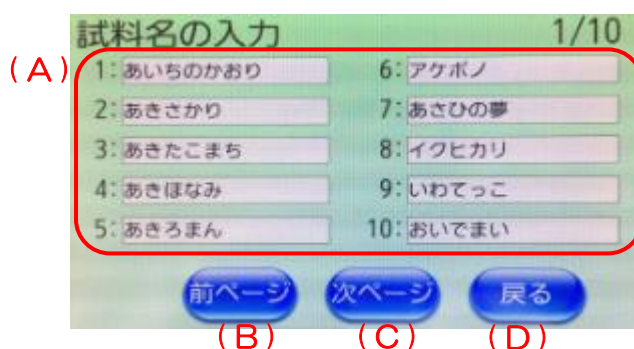 試料名の入力 1/10
(A)
1: あいちのかおり 6: アケボノ
2: あきさかり 7: あさひの夢
3: あきたこまち 8: イクヒカリ
4: あきほなみ 9: いわてっこ
5: あきろまん 10: おいでまい
前ページ 次ページ 戻る
(B) (C) (D)